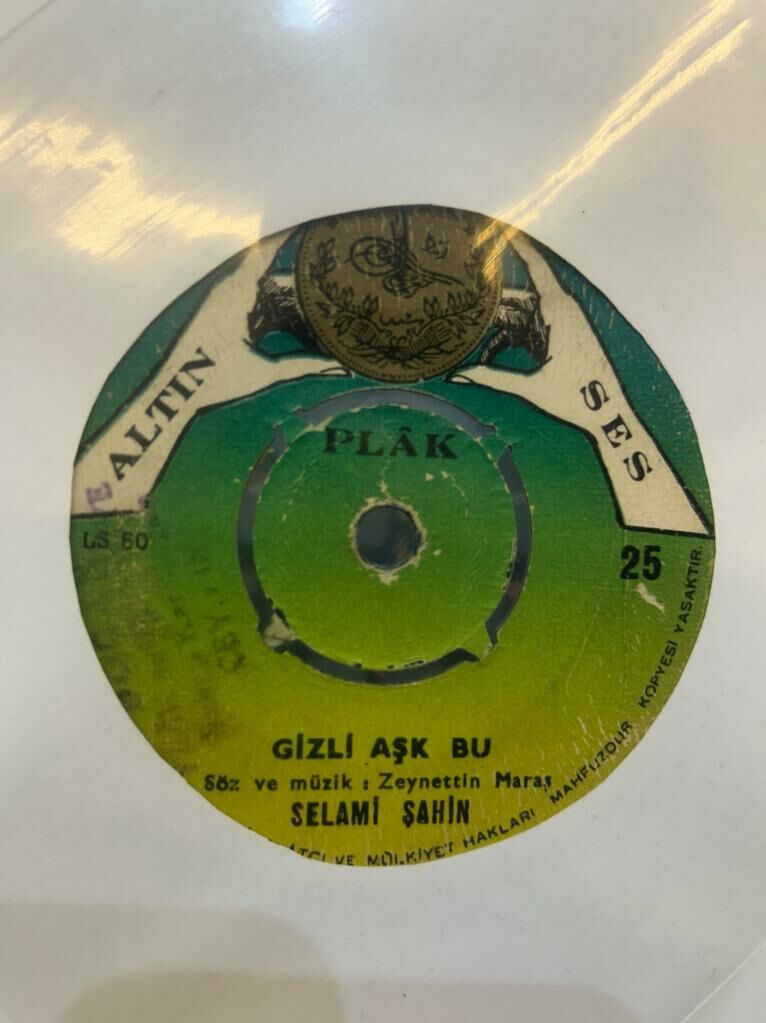 ALTIN
SES
PLÂK
LS 60
25
GİZLİ AŞK BU
Söz ve müzik : Zeynettin Maraş
SELAMİ ŞAHİN
VE MÜLKİYET HAKLARI MAHFUZDUR KOPYESİ YASAKTIR.